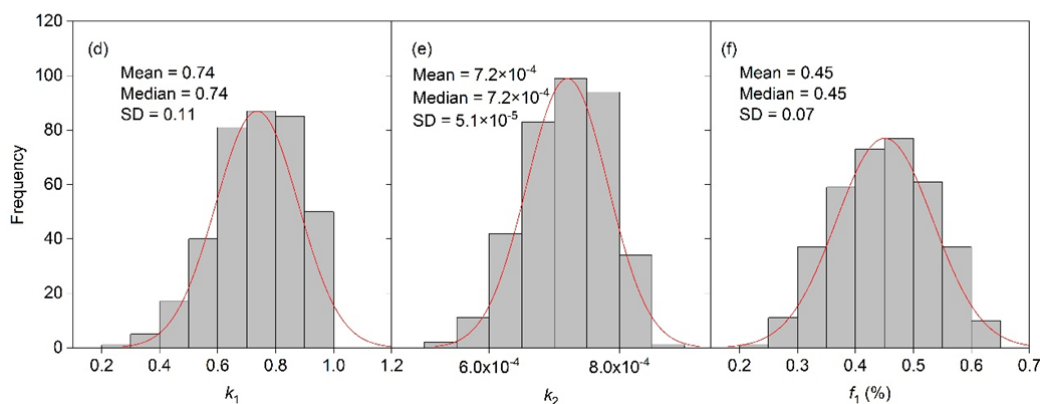 120
100
80
60
40
20
0
Frequency
(d)
Mean = 0.74
Median = 0.74
SD = 0.11
0.2 0.4 0.6 0.8 1.0 1.2
k₁
(e)
Mean = 7.2×10⁻⁴
Median = 7.2×10⁻⁴
SD = 5.1×10⁻⁵
6.0x10⁻⁴ 8.0x10⁻⁴
k₂
(f)
Mean = 0.45
Median = 0.45
SD = 0.07
0.2 0.3 0.4 0.5 0.6 0.7
f₁ (%)